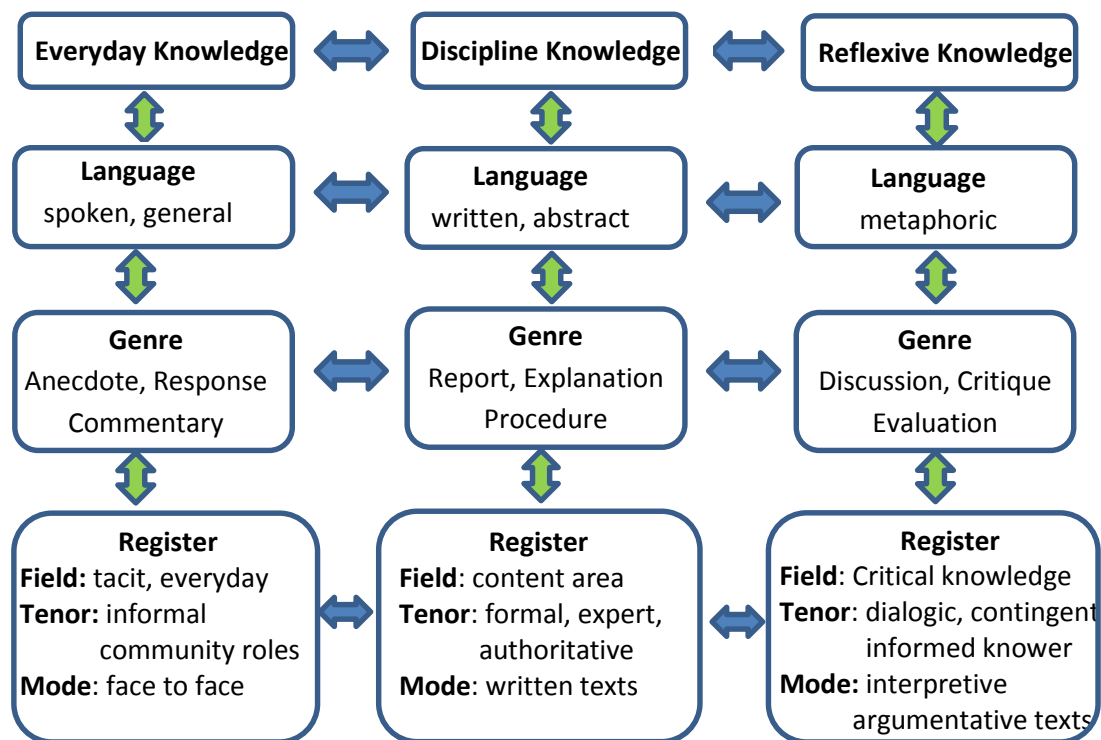 Everyday Knowledge
Discipline Knowledge
Reflexive Knowledge
Language
spoken, general
Language
written, abstract
Language
metaphoric
Genre
Anecdote, Response
Commentary
Genre
Report, Explanation
Procedure
Genre
Discussion, Critique
Evaluation
Register
Field: tacit, everyday
Tenor: informal
community roles
Mode: face to face
Register
Field: content area
Tenor: formal, expert,
authoritative
Mode: written texts
Register
Field: Critical knowledge
Tenor: dialogic, contingent
informed knower
Mode: interpretive
argumentative texts